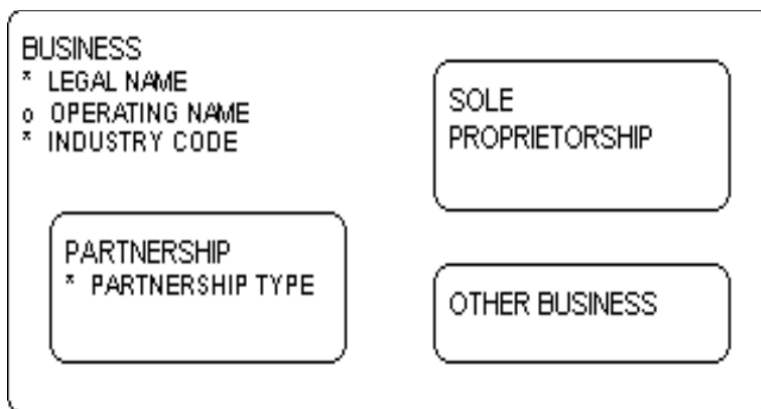 BUSINESS
* LEGAL NAME
o OPERATING NAME
* INDUSTRY CODE
SOLE
PROPRIETORSHIP
PARTNERSHIP
* PARTNERSHIP TYPE
OTHER BUSINESS